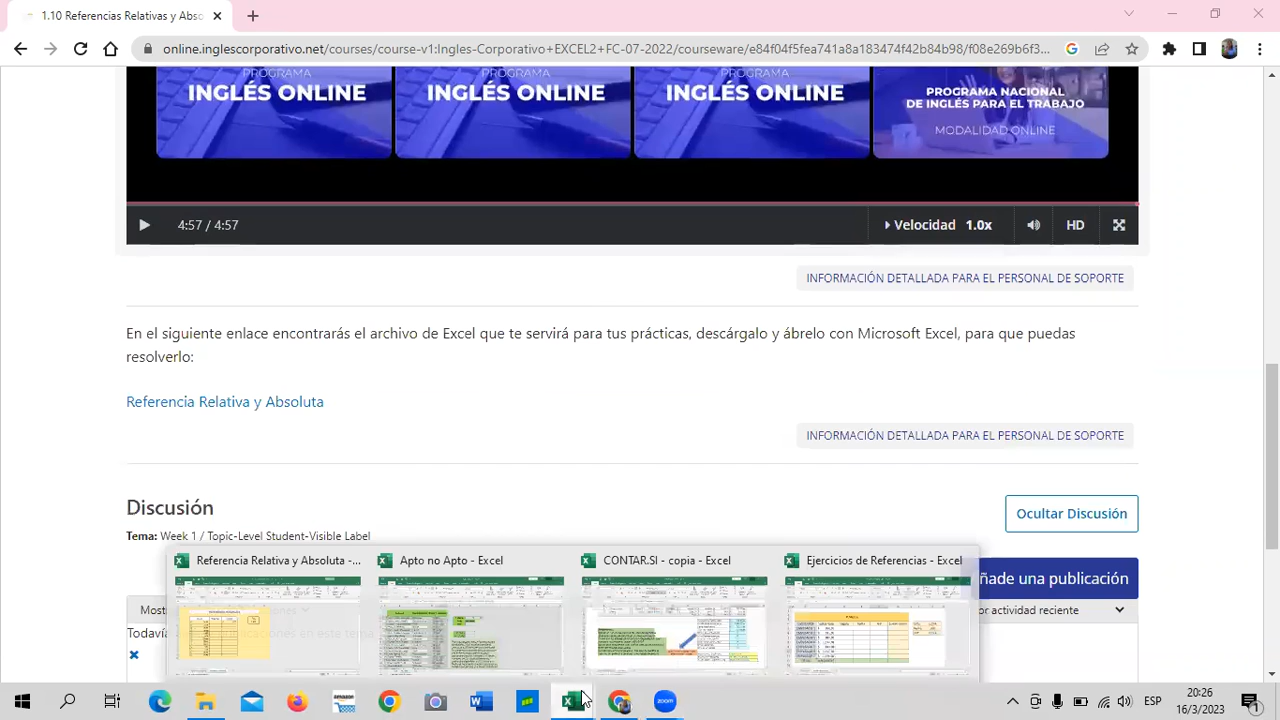 1.10 Referencias Relativas y Abso
online.inglescorporativo.net/courses/course-v1:Ingles-Corporativo+EXCEL2+FC-07-2022/courseware/e84f04f5fea741a8a183474f42b84b98/f08e269b6f3...
PROGRAMA PROGRAMA PROGRAMA
INGLÉS ONLINE INGLÉS ONLINE INGLÉS ONLINE
PROGRAMA NACIONAL
DE INGLÉS PARA EL TRABAJO
MODALIDAD ONLINE
4:57 / 4:57 Velocidad 1.0x HD
INFORMACIÓN DETALLADA PARA EL PERSONAL DE SOPORTE
En el siguiente enlace encontrarás el archivo de Excel que te servirá para tus prácticas, descárgalo y ábrelo con Microsoft Excel, para que puedas
resolverlo:
Referencia Relativa y Absoluta
INFORMACIÓN DETALLADA PARA EL PERSONAL DE SOPORTE
Discusión
Ocultar Discusión
Tema: Week 1 / Topic-Level Student-Visible Label
Referencia Relativa y Absoluta -... Apto no Apto - Excel CONTAR.SI - copia - Excel Ejercicios de Referencias - Excel
ñade una publicación
Most or actividad reciente
Todaví
zoom
ESP
20:26
16/3/2023